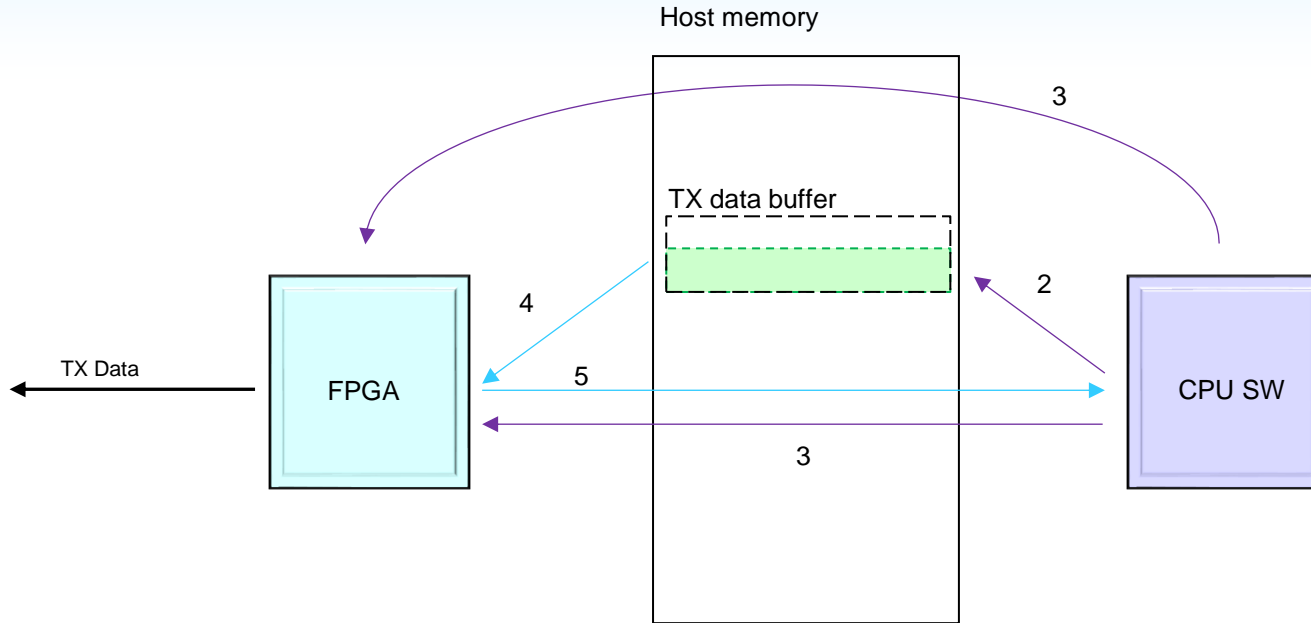 Host memory
3
TX data buffer
2
4
TX Data
FPGA
5
CPU SW
3